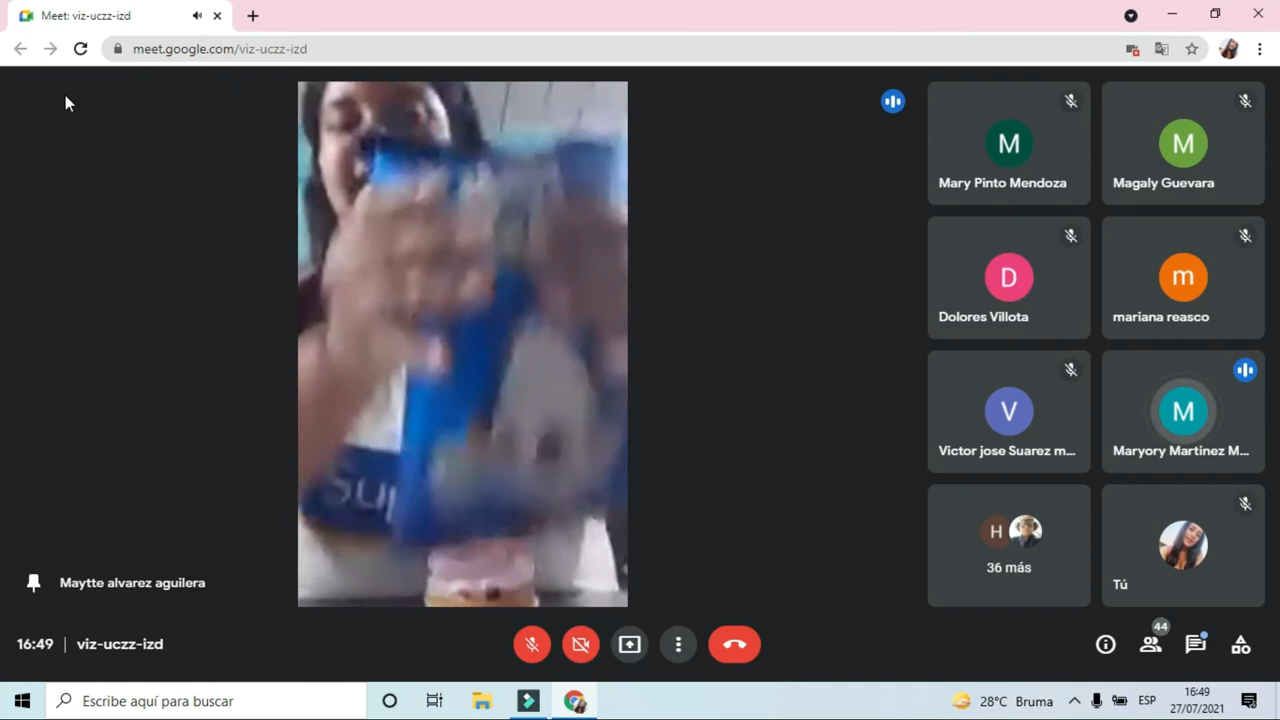 Meet: viz-uczz-izd
meet.google.com/viz-uczz-izd
M
Mary Pinto Mendoza
M
Magaly Guevara
D
Dolores Villota
m
mariana reasco
V
Victor jose Suarez m...
M
Maryory Martinez M...
H
36 más
Tú
sup
Maytte alvarez aguilera
16:49
viz-uczz-izd
44
Escribe aquí para buscar
28°C Bruma
ESP
16:49
27/07/2021